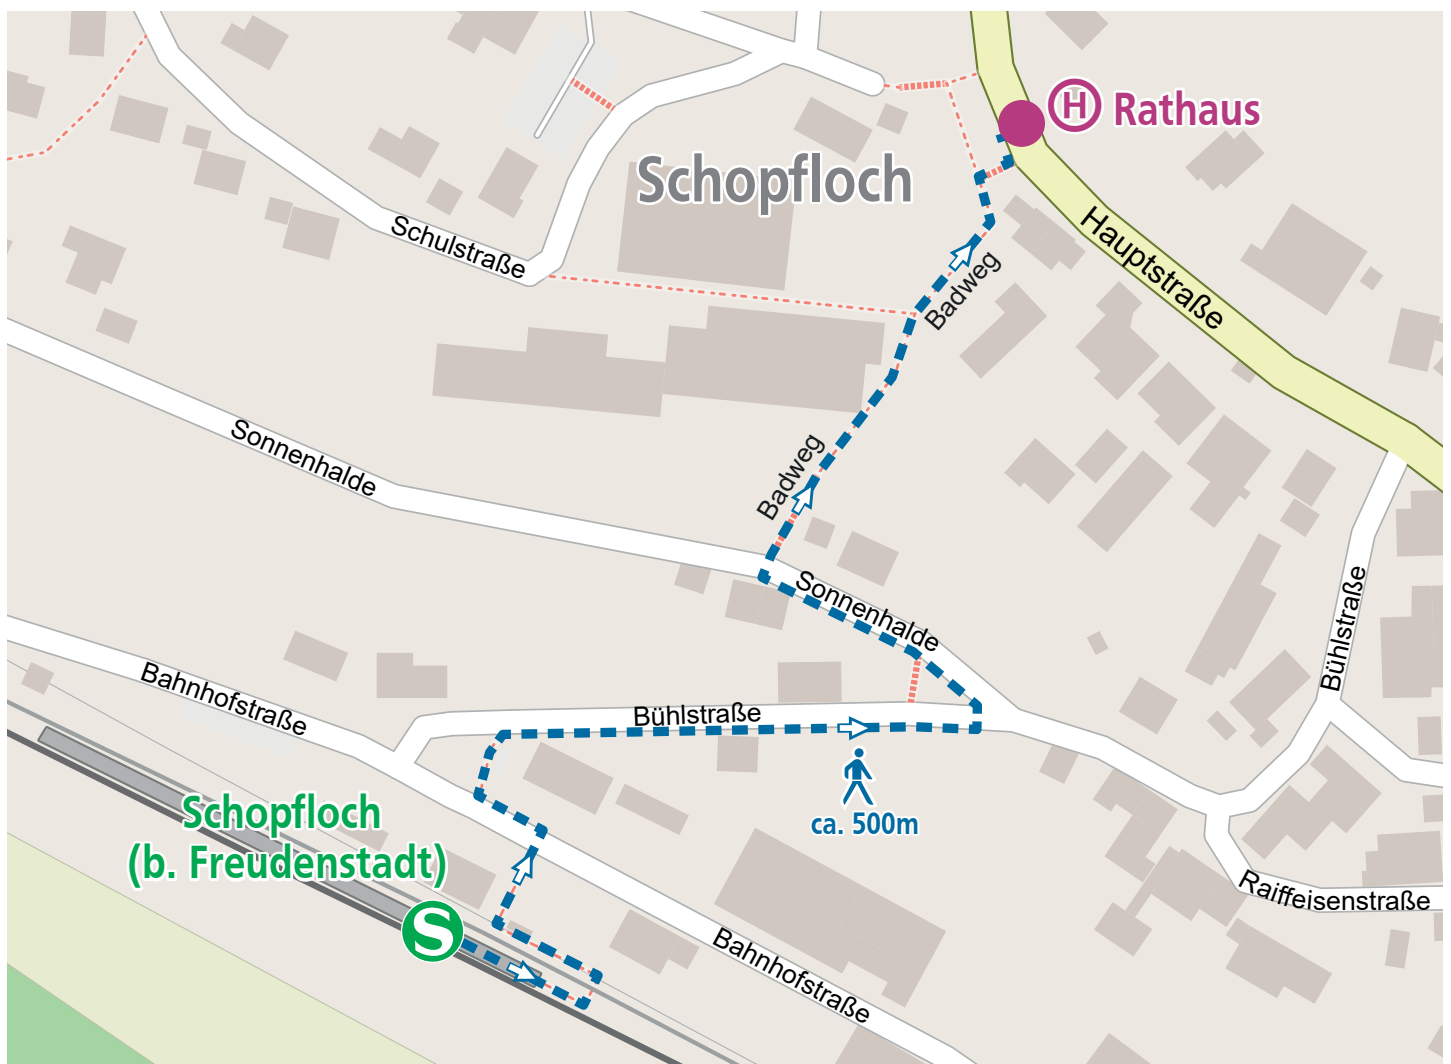 H Rathaus
Schopfloch
Schulstraße
Hauptstraße
Badweg
Sonnenhalde
Badweg
Sonnenhalde
Bühlstraße
Bahnhofstraße
Bühlstraße
ca. 500m
Schopfloch
(b. Freudenstadt)
S
Raiffeisenstraße
Bahnhofstraße